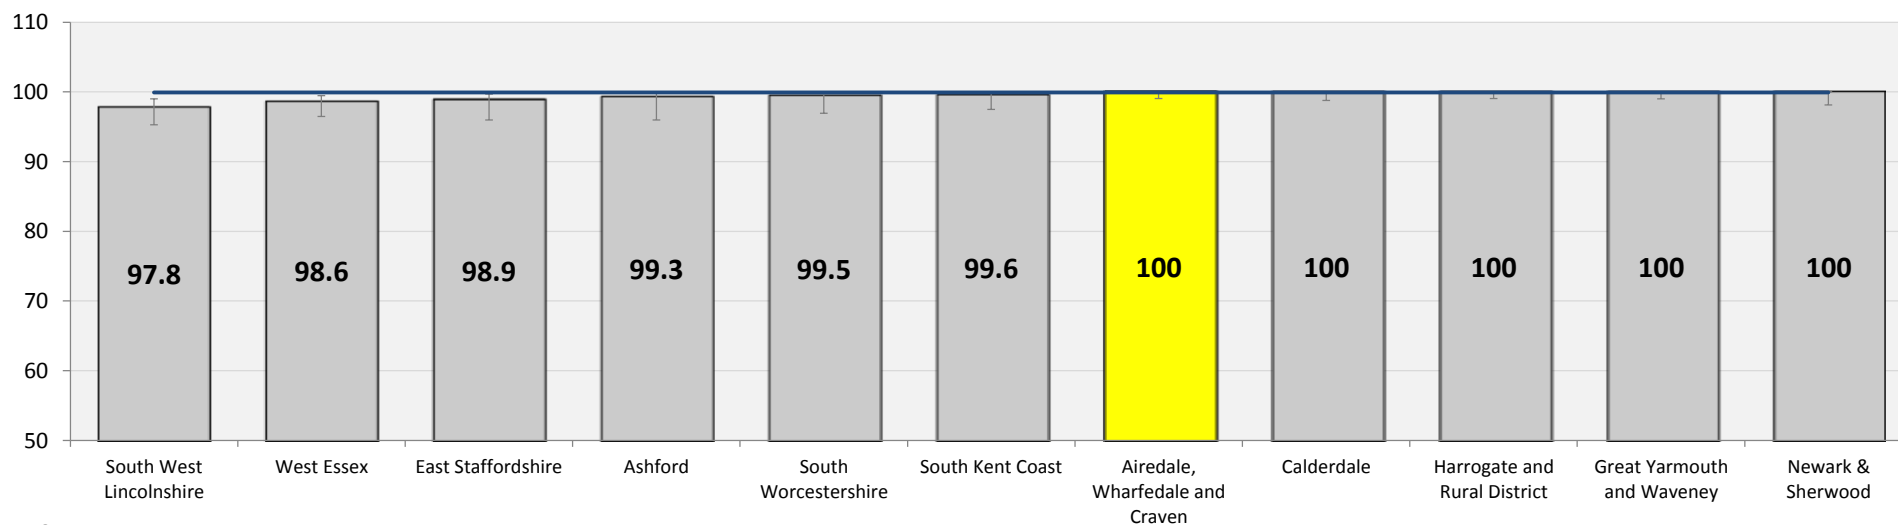 110
100
90
80
70
60
50
97.8
98.6
98.9
99.3
99.5
99.6
100
100
100
100
100
South West
Lincolnshire
West Essex
East Staffordshire
Ashford
South
Worcestershire
South Kent Coast
Airedale,
Wharfedale and
Craven
Calderdale
Harrogate and
Rural District
Great Yarmouth
and Waveney
Newark &
Sherwood